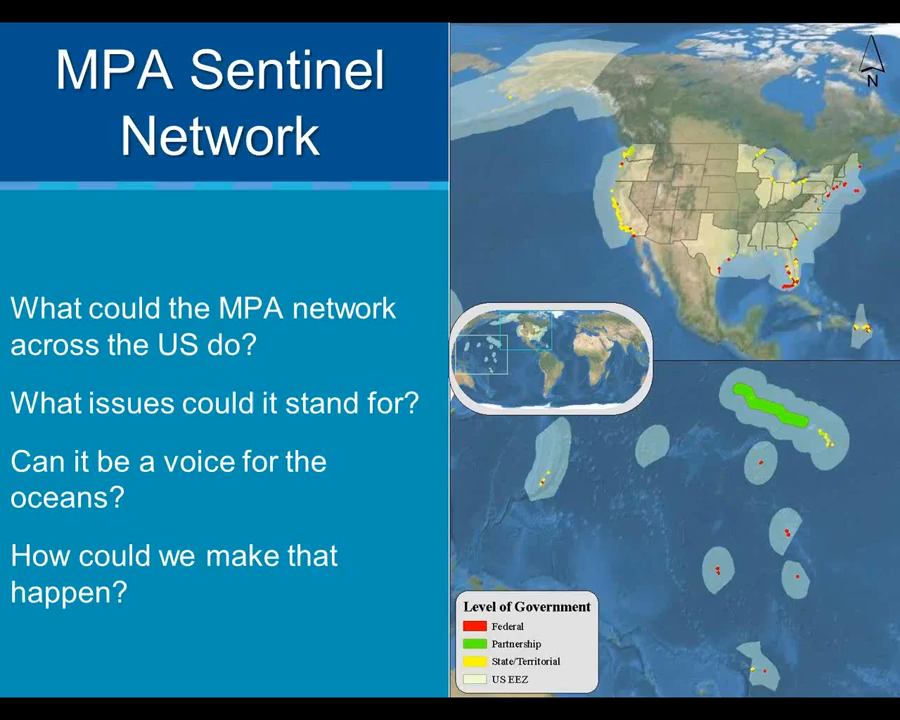 MPA Sentinel
Network
What could the MPA network
across the US do?
What issues could it stand for?
Can it be a voice for the
oceans?
How could we make that
happen?
N
Level of Government
Federal
Partnership
State/Territorial
US EEZ